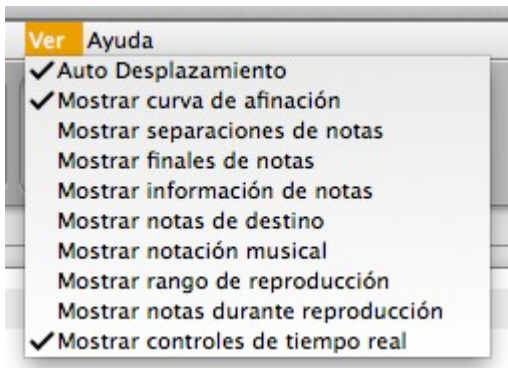 Ver Ayuda
Auto Desplazamiento
Mostrar curva de afinación
Mostrar separaciones de notas
Mostrar finales de notas
Mostrar información de notas
Mostrar notas de destino
Mostrar notación musical
Mostrar rango de reproducción
Mostrar notas durante reproducción
Mostrar controles de tiempo real